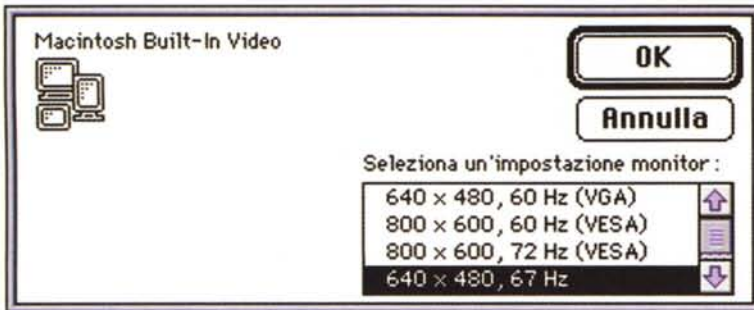 Macintosh Built-In Video
OK
Annulla
Seleziona un'impostazione monitor :
640 × 480, 60 Hz (VGA)
800 × 600, 60 Hz (VESA)
800 × 600, 72 Hz (VESA)
640 × 480, 67 Hz